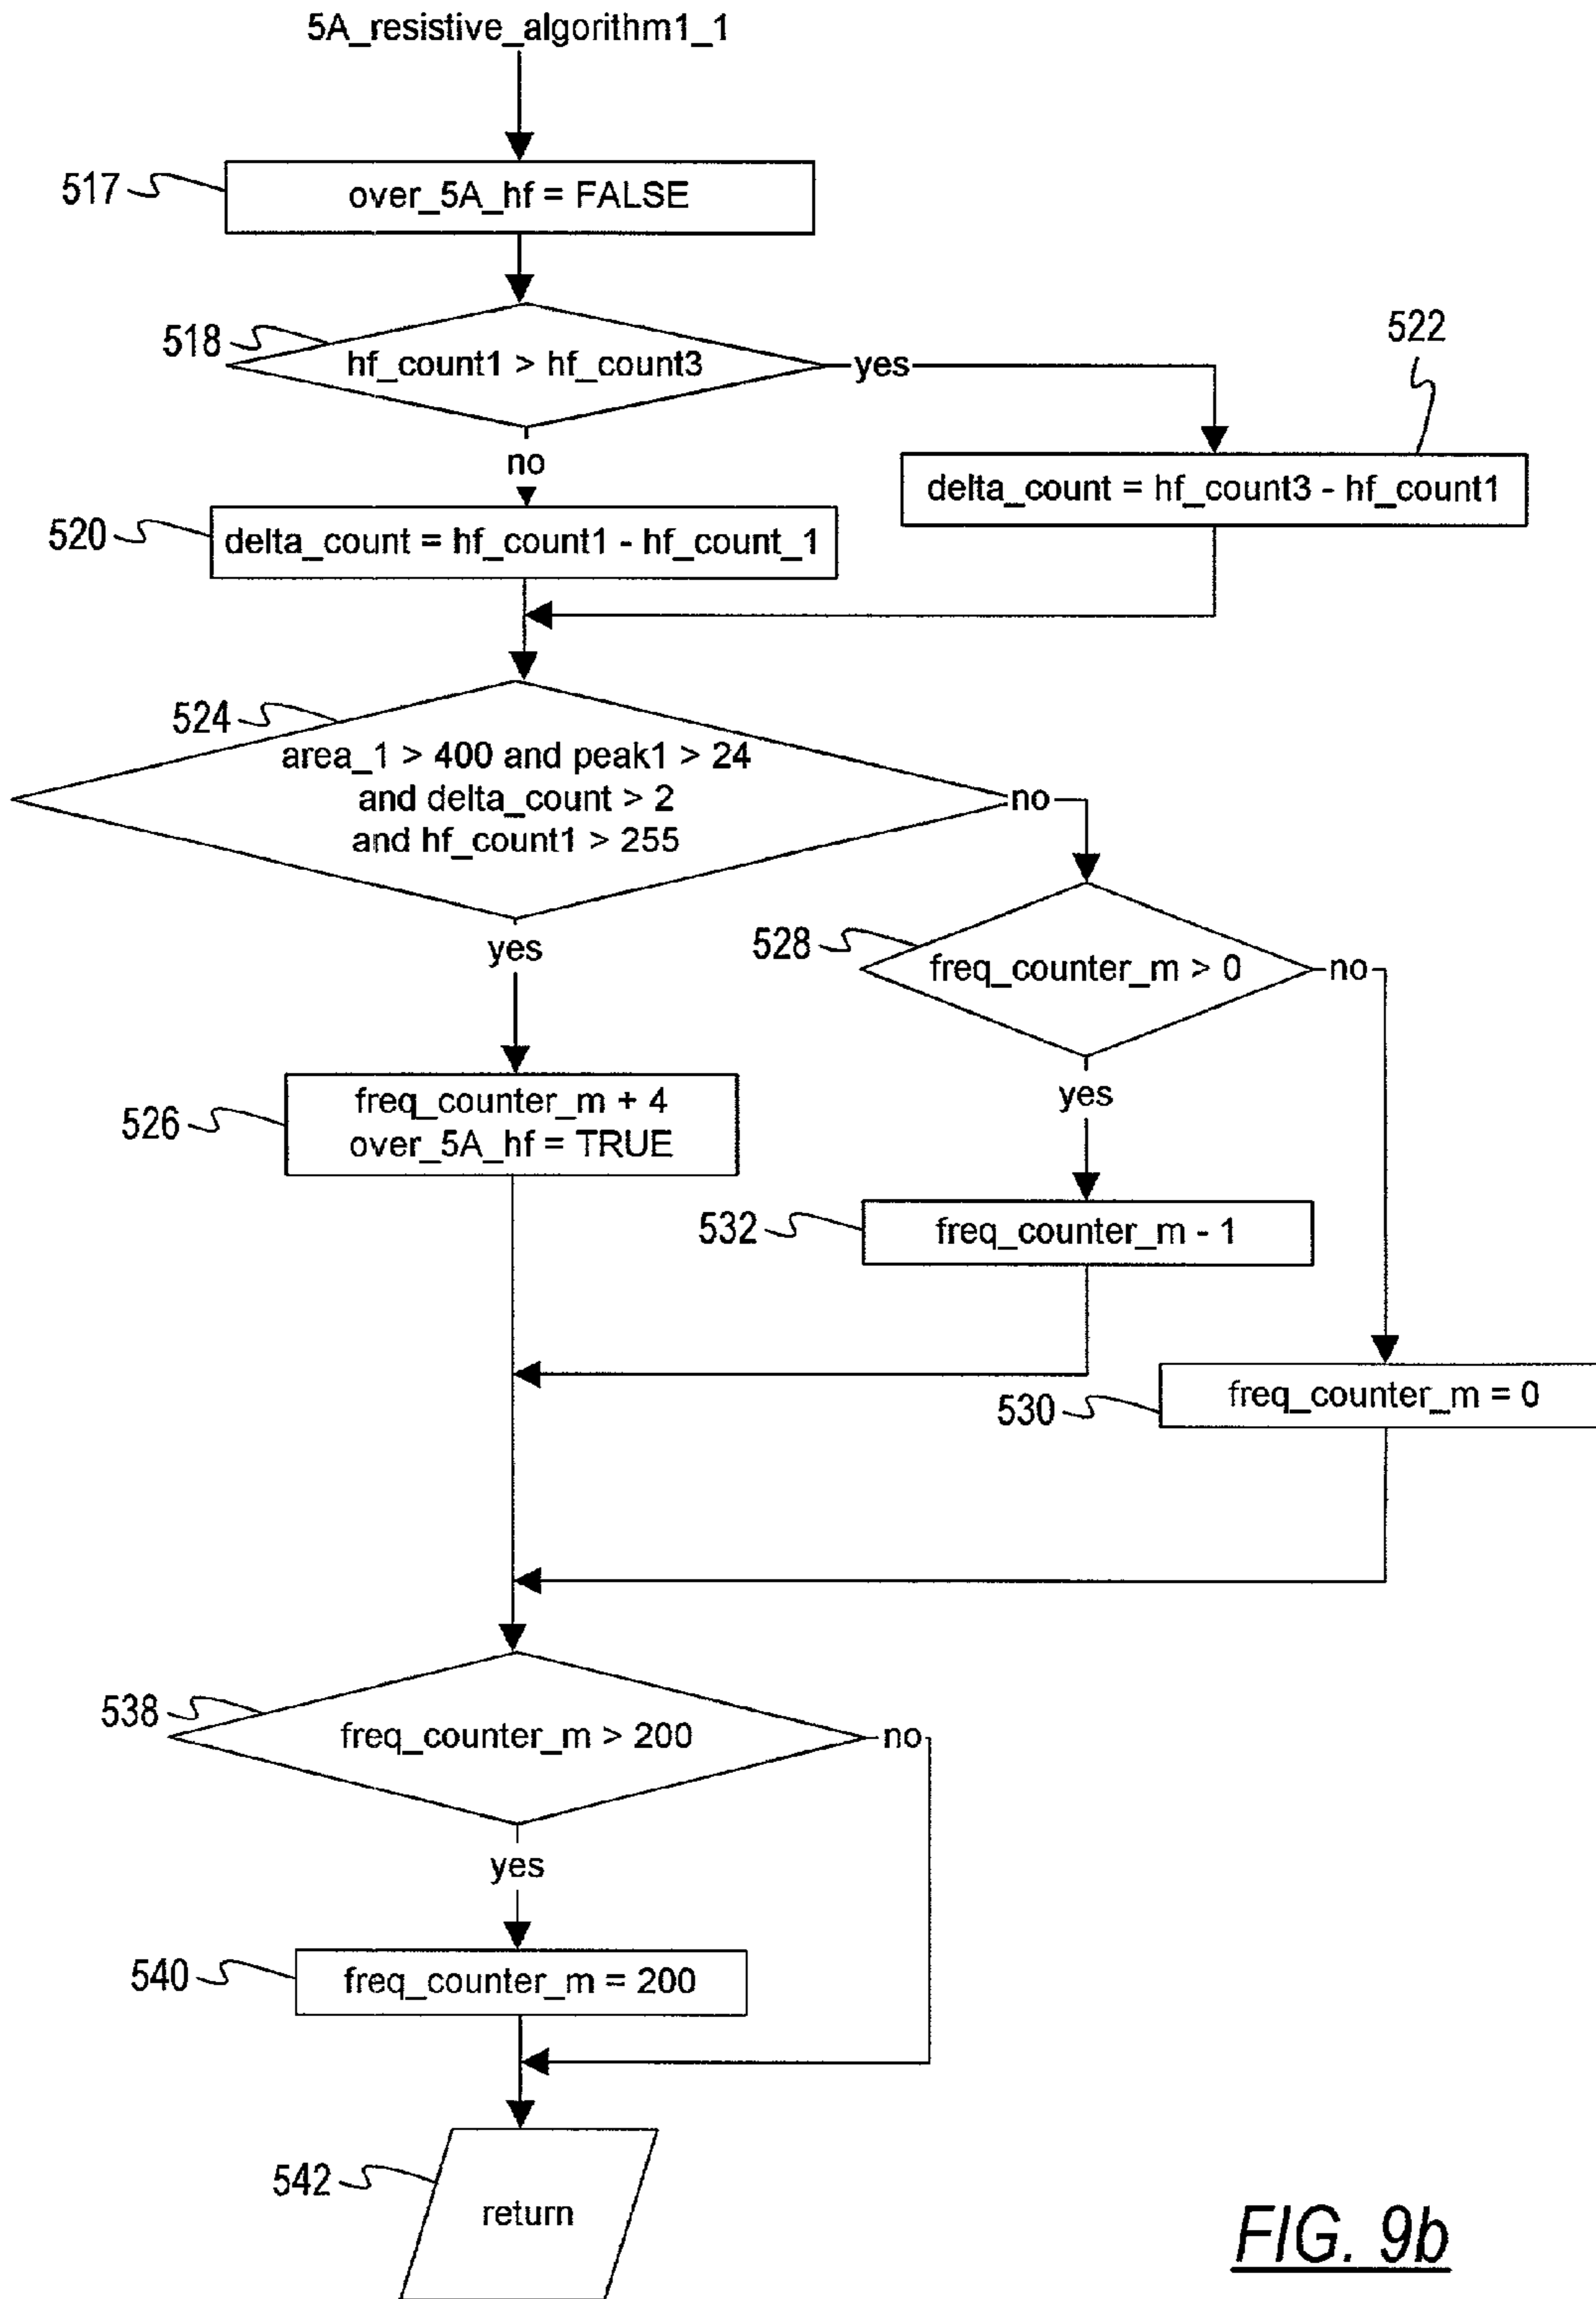 5A_resistive_algorithm1_1
517
over_5A_hf = FALSE
518
hf_count1 > hf_count3
yes
522
no
delta_count = hf_count3 - hf_count1
520
delta_count = hf_count1 - hf_count_1
524
area_1 > 400 and peak1 > 24
and delta_count > 2
and hf_count1 > 255
no
yes
528
freq_counter_m > 0
no
526
freq_counter_m + 4
over_5A_hf = TRUE
yes
532
freq_counter_m - 1
530
freq_counter_m = 0
538
freq_counter_m > 200
no
yes
540
freq_counter_m = 200
542
return
FIG. 9b